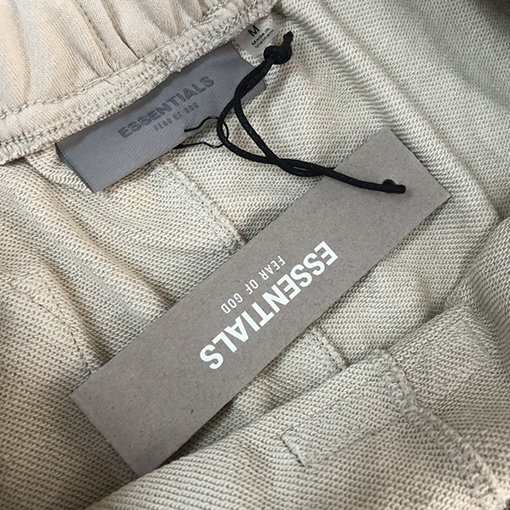 ESSENTIALS
FEAR OF GOD
M
ESSENTIALS
FEAR OF GOD